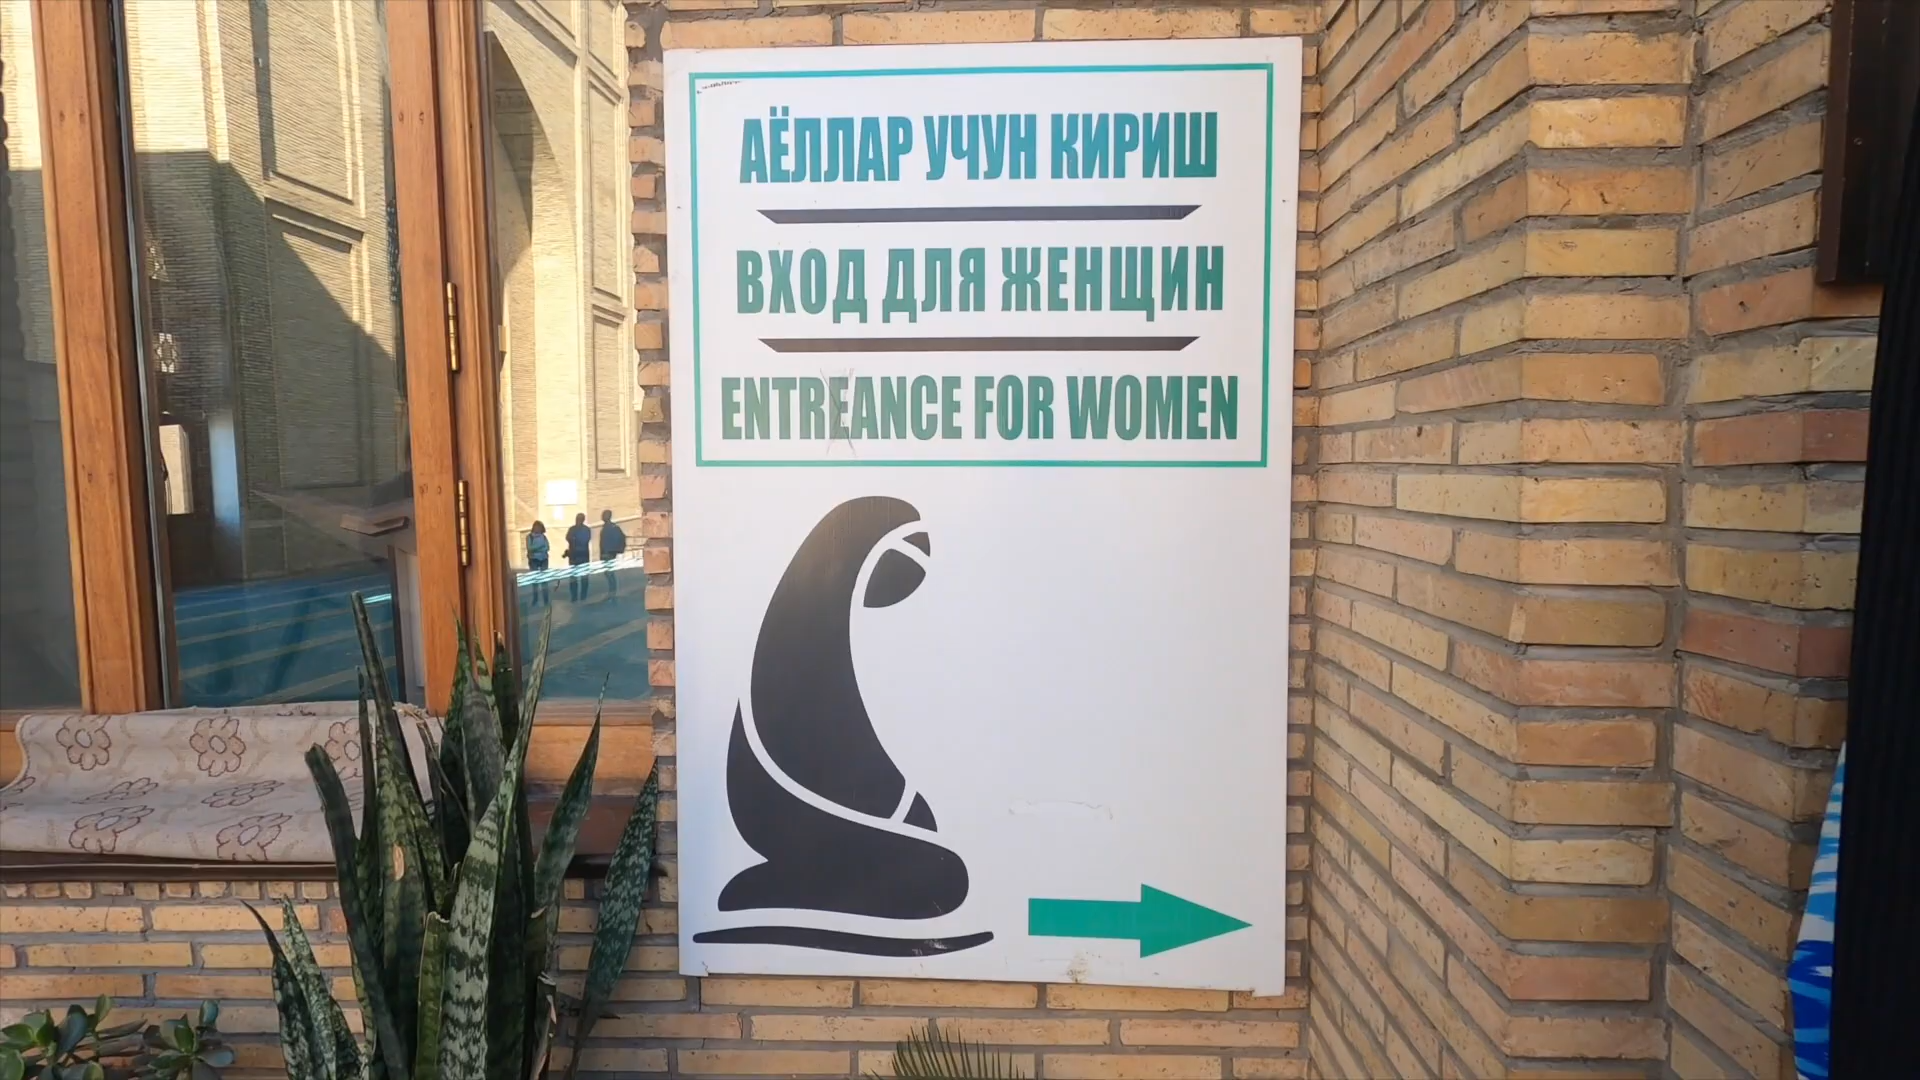 АЁЛЛАР УЧУН КИРИШ
ВХОД ДЛЯ ЖЕНЩИН
ENTREANCE FOR WOMEN